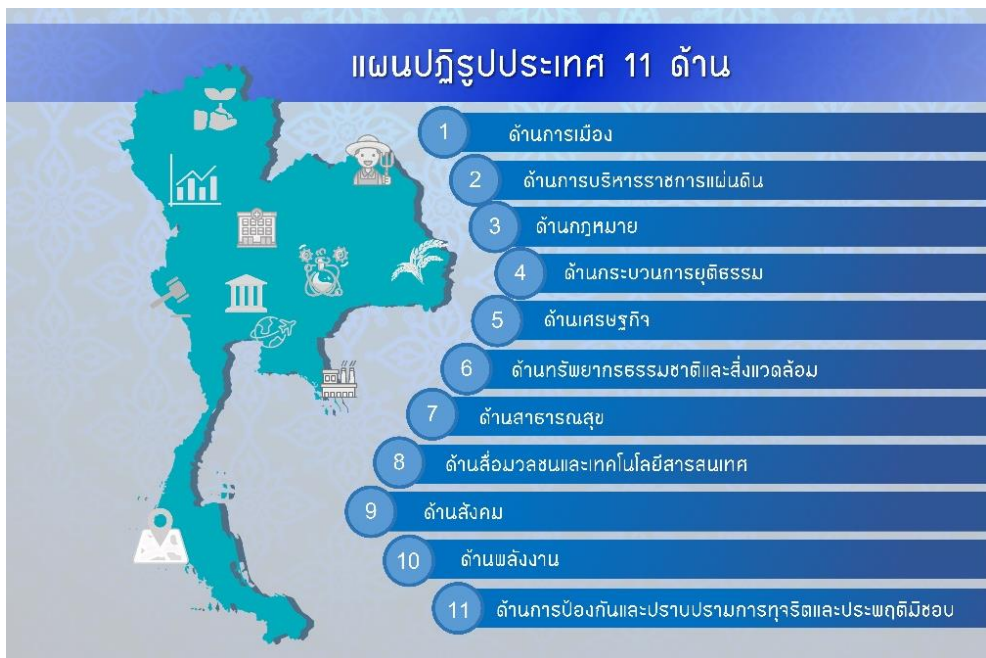 แผนปฏิรูปประเทศ 11 ด้าน
1 ด้านการเมือง
2 ด้านการบริหารราชการแผ่นดิน
3 ด้านกฎหมาย
4 ด้านกระบวนการยุติธรรม
5 ด้านเศรษฐกิจ
6 ด้านทรัพยากรธรรมชาติและสิ่งแวดล้อม
7 ด้านสาธารณสุข
8 ด้านสื่อมวลชนและเทคโนโลยีสารสนเทศ
9 ด้านสังคม
10 ด้านพลังงาน
11 ด้านการป้องกันและปราบปรามการทุจริตและประพฤติมิชอบ